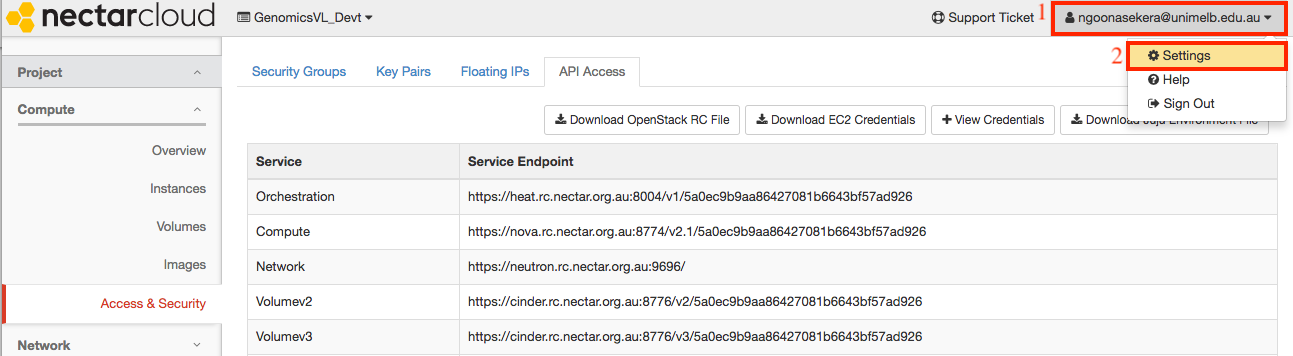 nectarcloud
GenomicsVL_Devt
Support Ticket
1
ngoonasekera@unimelb.edu.au
2
Settings
Help
Sign Out
Project
Compute
Overview
Instances
Volumes
Images
Access & Security
Network
Security Groups
Key Pairs
Floating IPs
API Access
Download OpenStack RC File
Download EC2 Credentials
View Credentials
Download Juju Environment File
Service Service Endpoint
Orchestration https://heat.rc.nectar.org.au:8004/v1/5a0ec9b9aa86427081b6643bf57ad926
Compute https://nova.rc.nectar.org.au:8774/v2.1/5a0ec9b9aa86427081b6643bf57ad926
Network https://neutron.rc.nectar.org.au:9696/
Volumev2 https://cinder.rc.nectar.org.au:8776/v2/5a0ec9b9aa86427081b6643bf57ad926
Volumev3 https://cinder.rc.nectar.org.au:8776/v3/5a0ec9b9aa86427081b6643bf57ad926